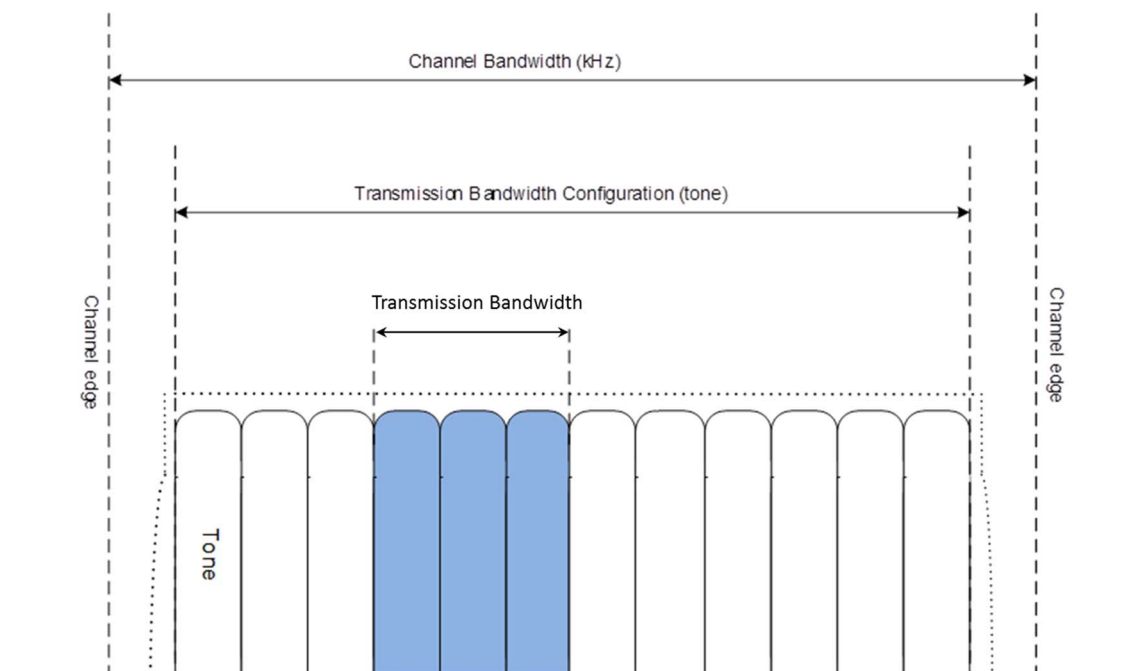 Channel Bandwidth (kHz)
Transmission Bandwidth Configuration (tone)
Transmission Bandwidth
Channel edge
Channel edge
Tone